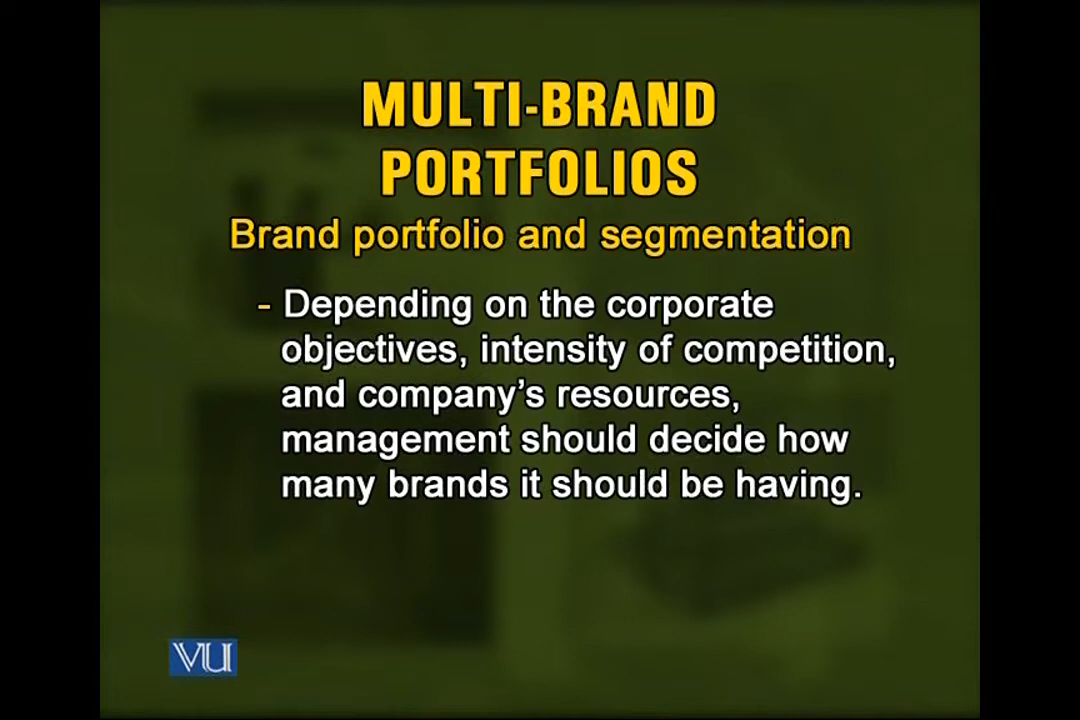 MULTI-BRAND
PORTFOLIOS
Brand portfolio and segmentation
- Depending on the corporate
objectives, intensity of competition,
and company’s resources,
management should decide how
many brands it should be having.
VU